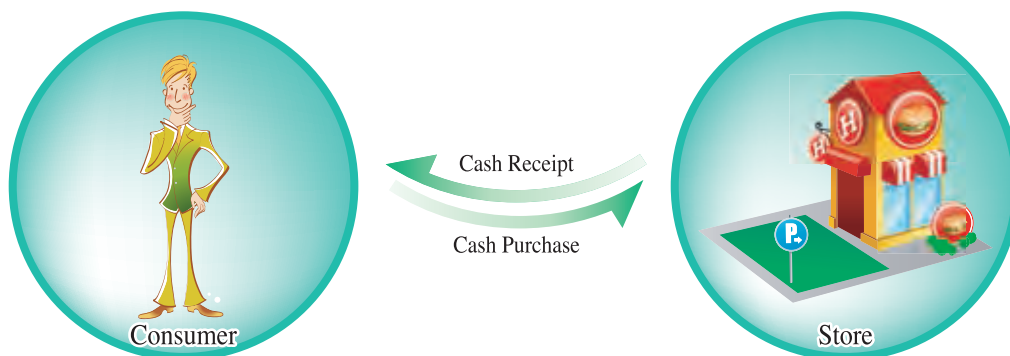 Cash Receipt
Cash Purchase
H
H
P
Consumer
Store